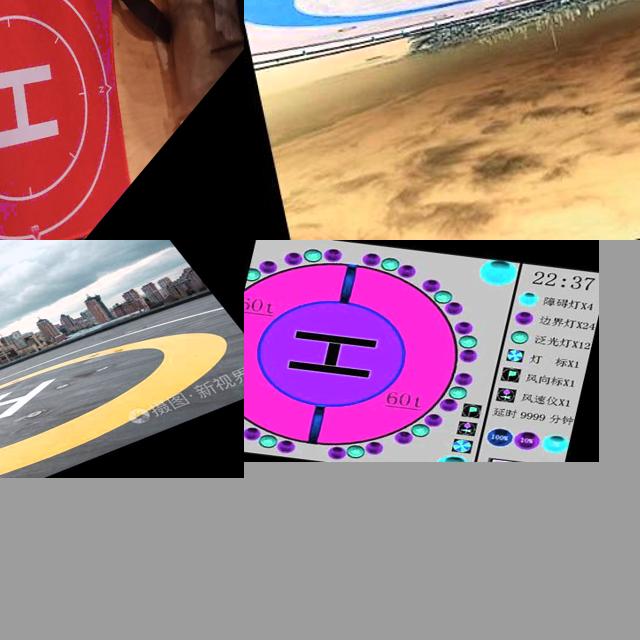 H
N
H
摄图·新视界
22:37
障碍灯X4
边界灯X24
泛光灯X12
灯 标X1
风向标X1
风速仪X1
延时 9999 分钟
100%
10%
60t
H
60t